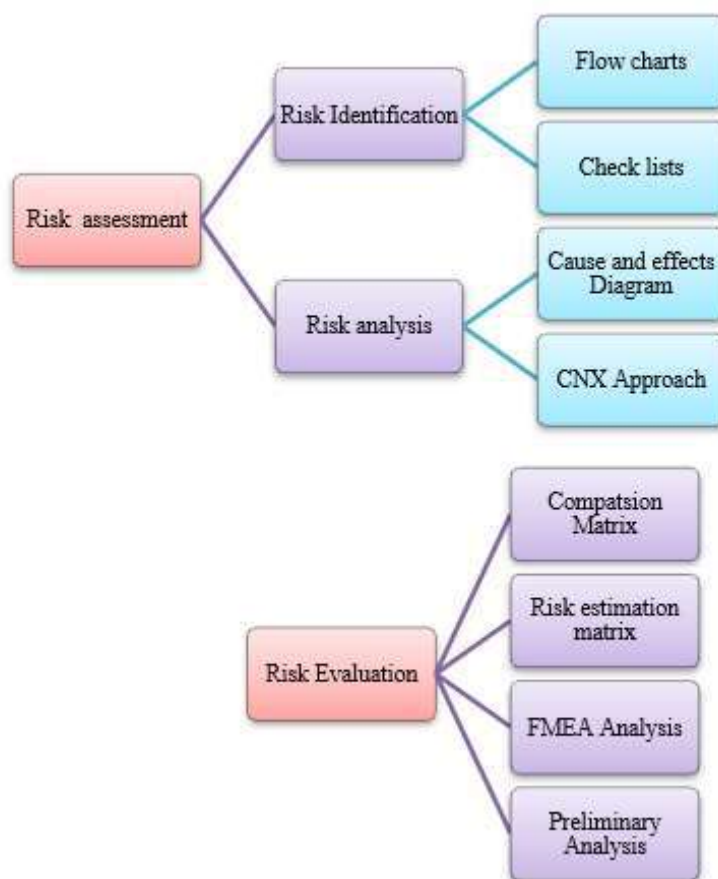 Flow charts
Risk Identification
Check lists
Risk assessment
Cause and effects
Diagram
Risk analysis
CNX Approach
Compatsion
Matrix
Risk estimation
matrix
Risk Evaluation
FMEA Analysis
Preliminary
Analysis